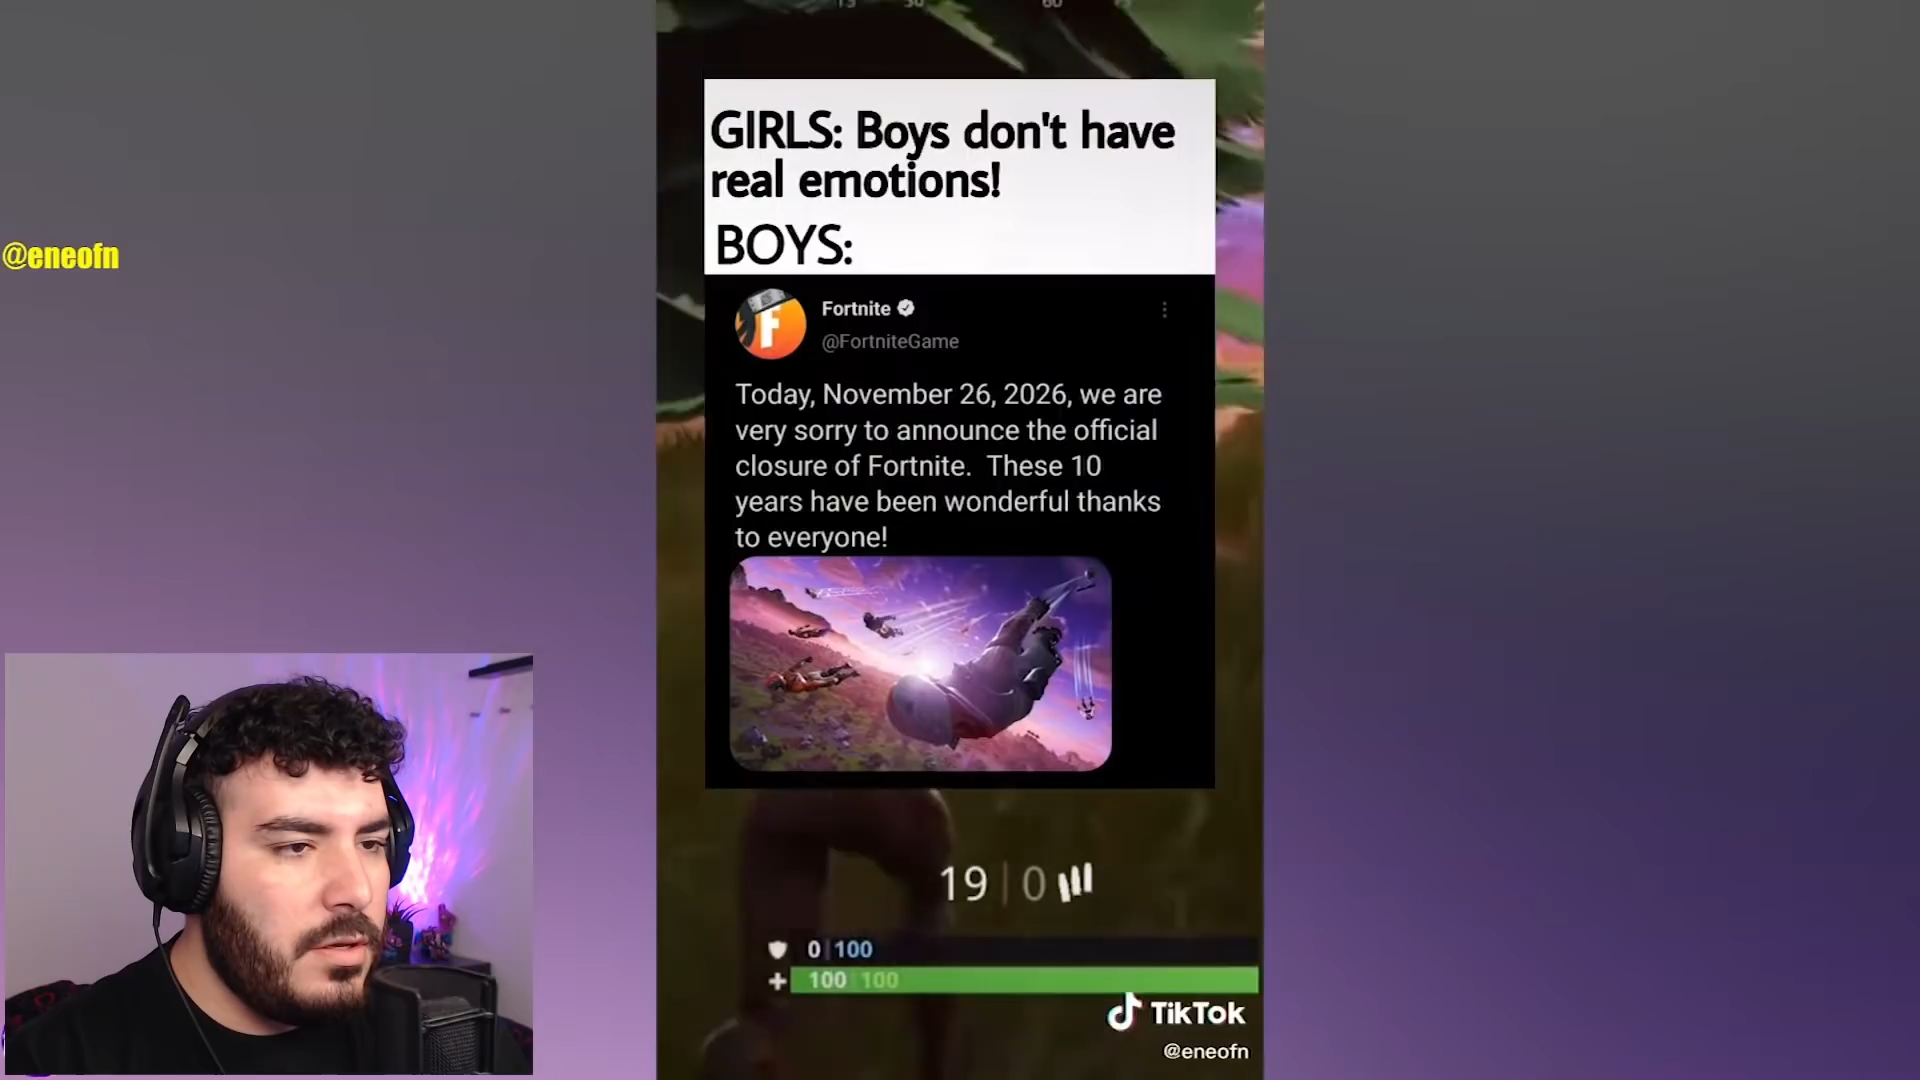 GIRLS: Boys don't have
real emotions!
BOYS:
@eneofn
Fortnite
@FortniteGame
Today, November 26, 2026, we are
very sorry to announce the official
closure of Fortnite. These 10
years have been wonderful thanks
to everyone!
19 | 0
0 | 100
100 | 100
TikTok
@eneofn